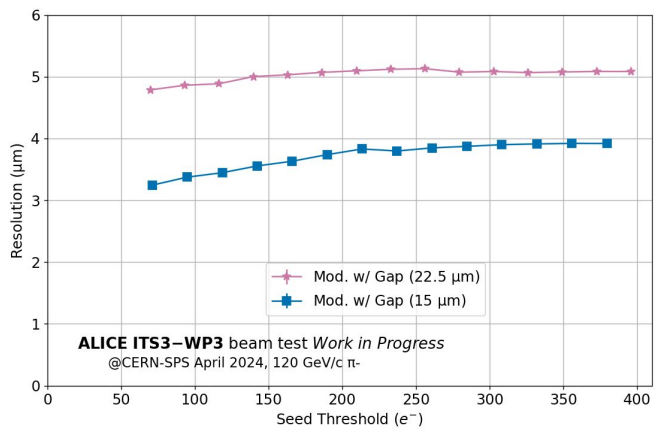 6
5
4
3
2
1
0
Resolution (μm)
Mod. w/ Gap (22.5 μm)
Mod. w/ Gap (15 μm)
ALICE ITS3−WP3 beam test Work in Progress
@CERN-SPS April 2024, 120 GeV/c π-
0 50 100 150 200 250 300 350 400
Seed Threshold (e⁻)